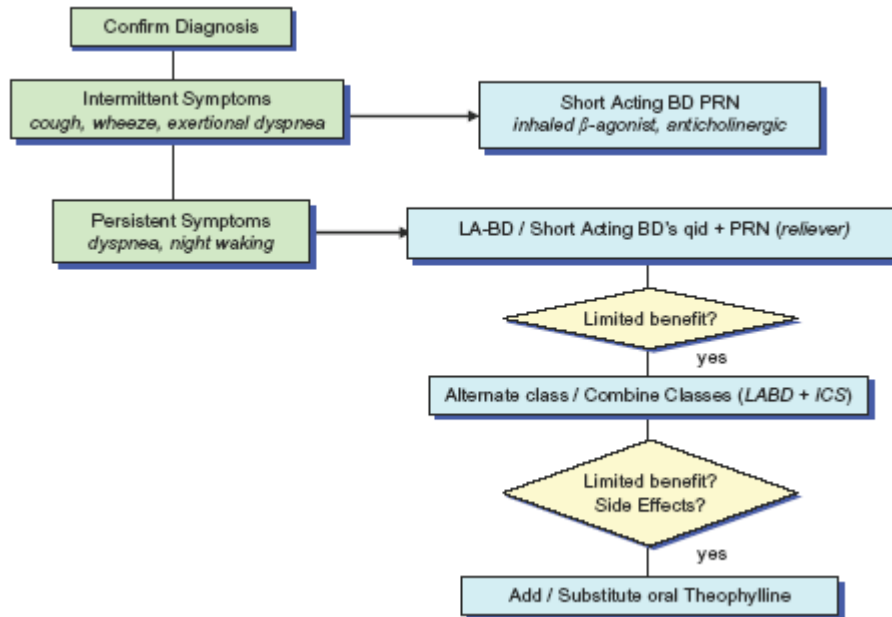 Confirm Diagnosis
Intermittent Symptoms
cough, wheeze, exertional dyspnea
Short Acting BD PRN
inhaled β-agonist, anticholinergic
Persistent Symptoms
dyspnea, night waking
LA-BD / Short Acting BD's qid + PRN (reliever)
Limited benefit?
yes
Alternate class / Combine Classes (LABD + ICS)
Limited benefit?
Side Effects?
yes
Add / Substitute oral Theophylline